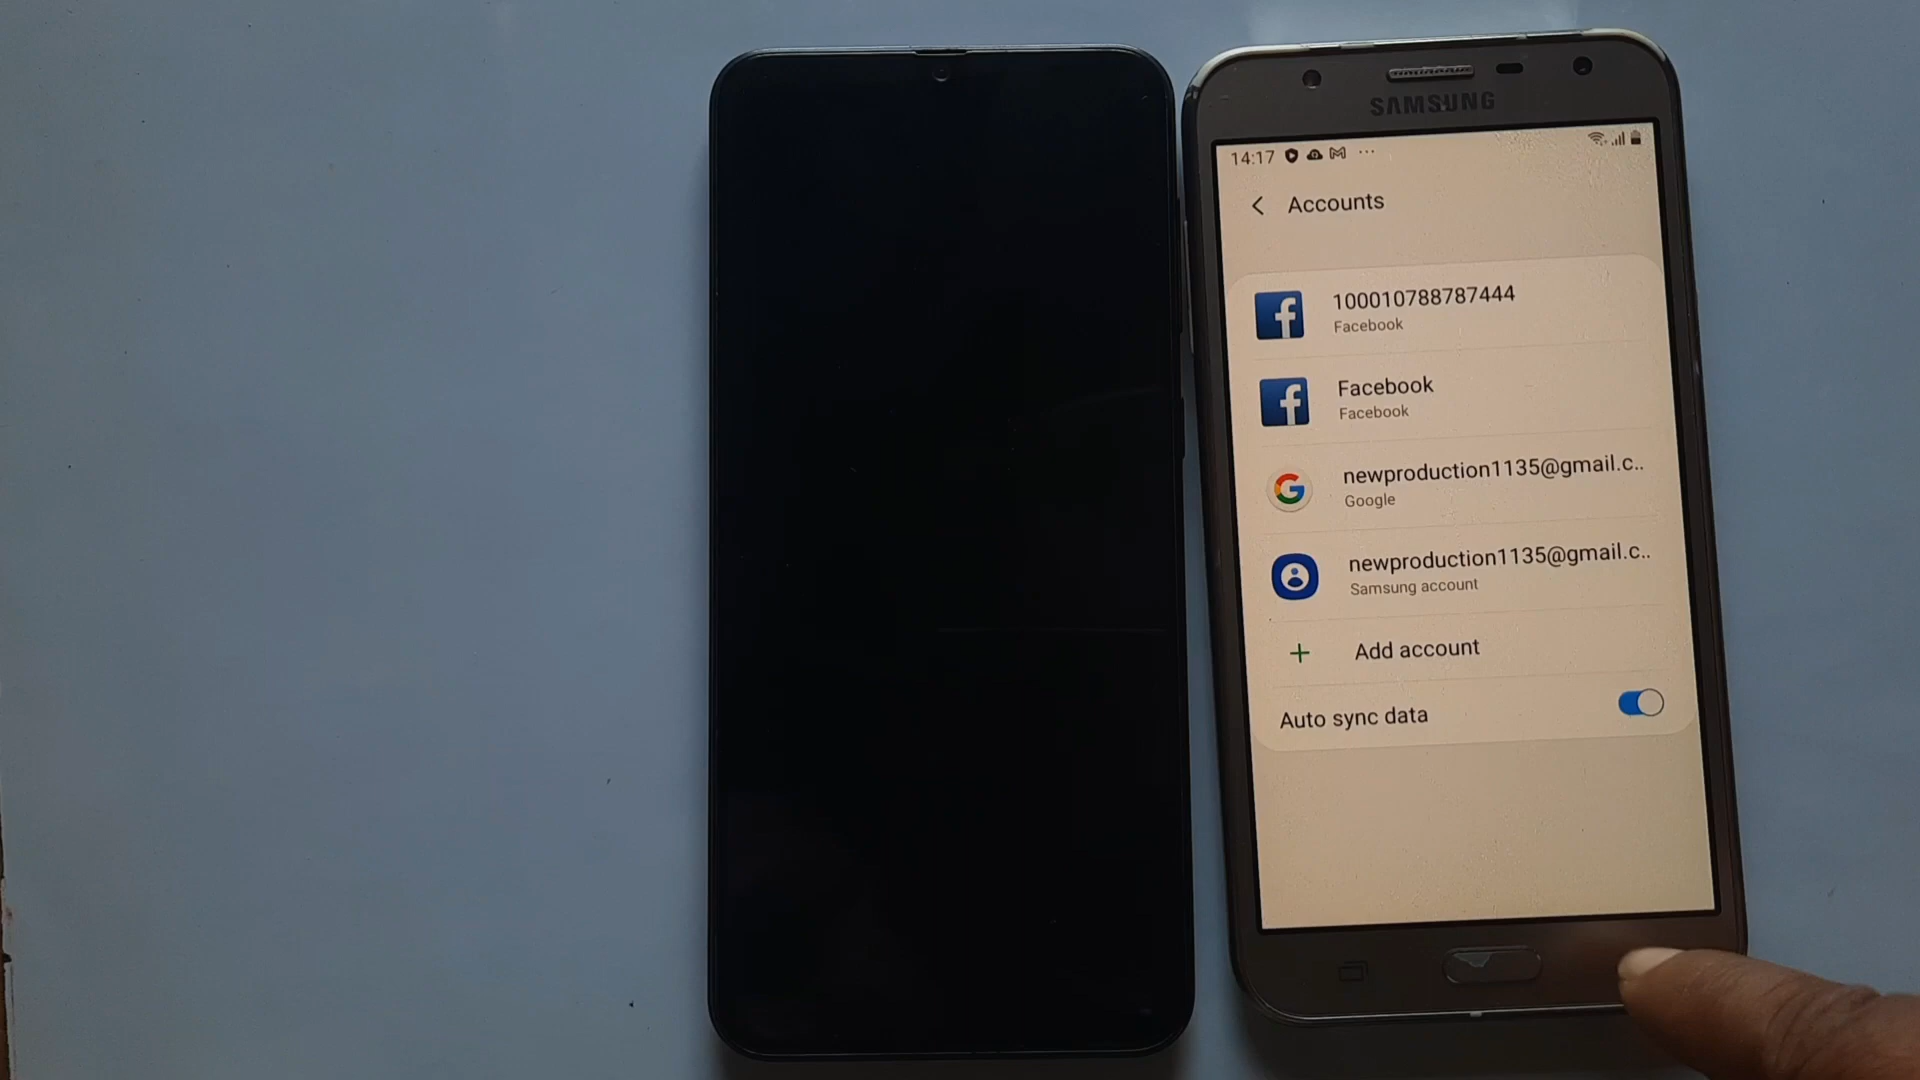 SAMSUNG
14:17
Accounts
100010788787444
Facebook
Facebook
Facebook
newproduction1135@gmail.c..
Google
newproduction1135@gmail.c..
Samsung account
Add account
Auto sync data